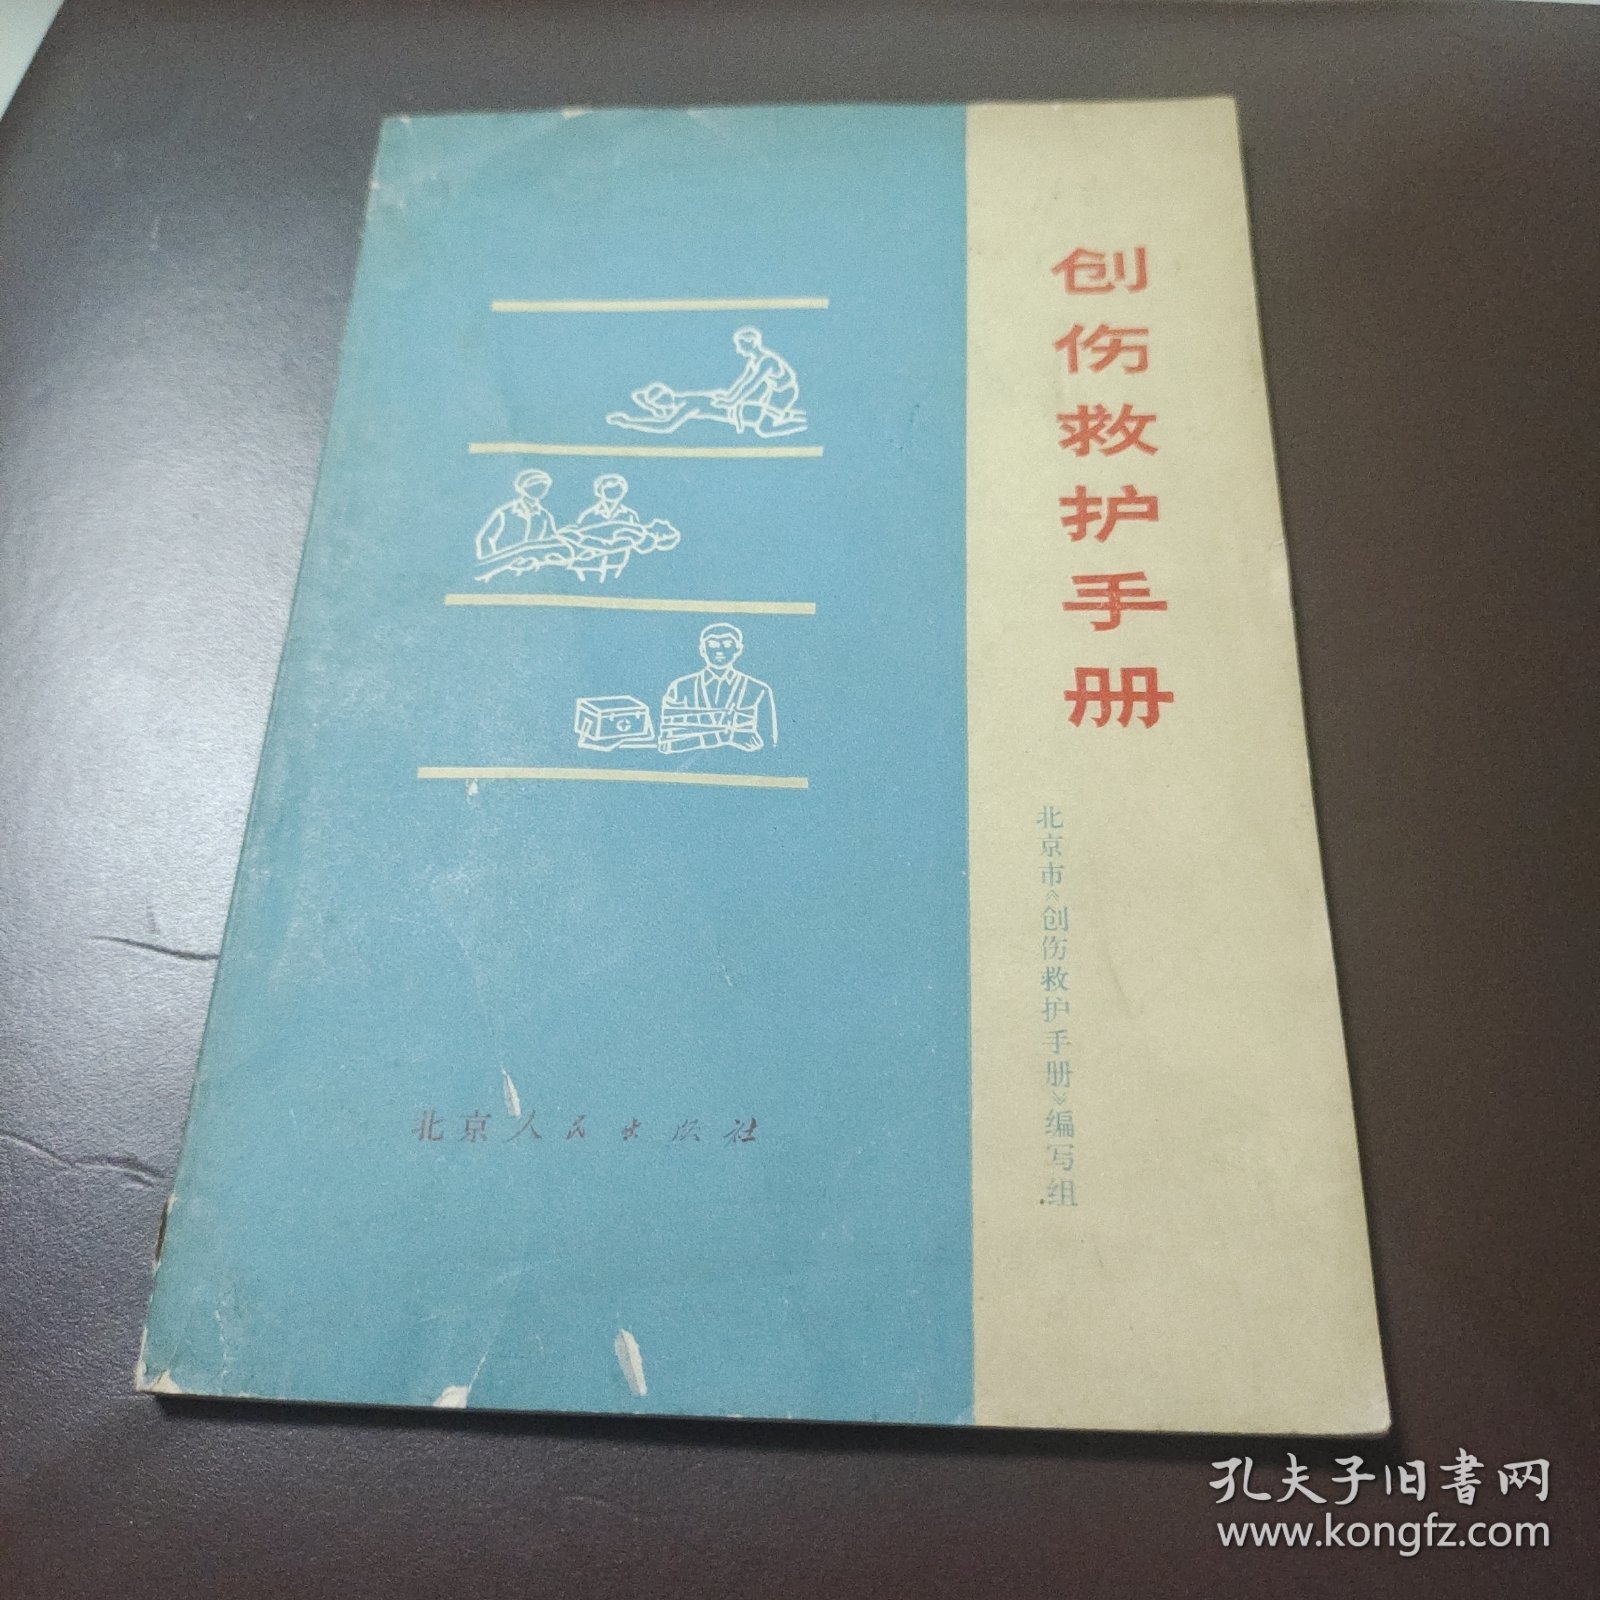 创伤救护手册
北京市《创伤救护手册》编写组
北京人民出版社
孔夫子旧书网
www.kongfz.com